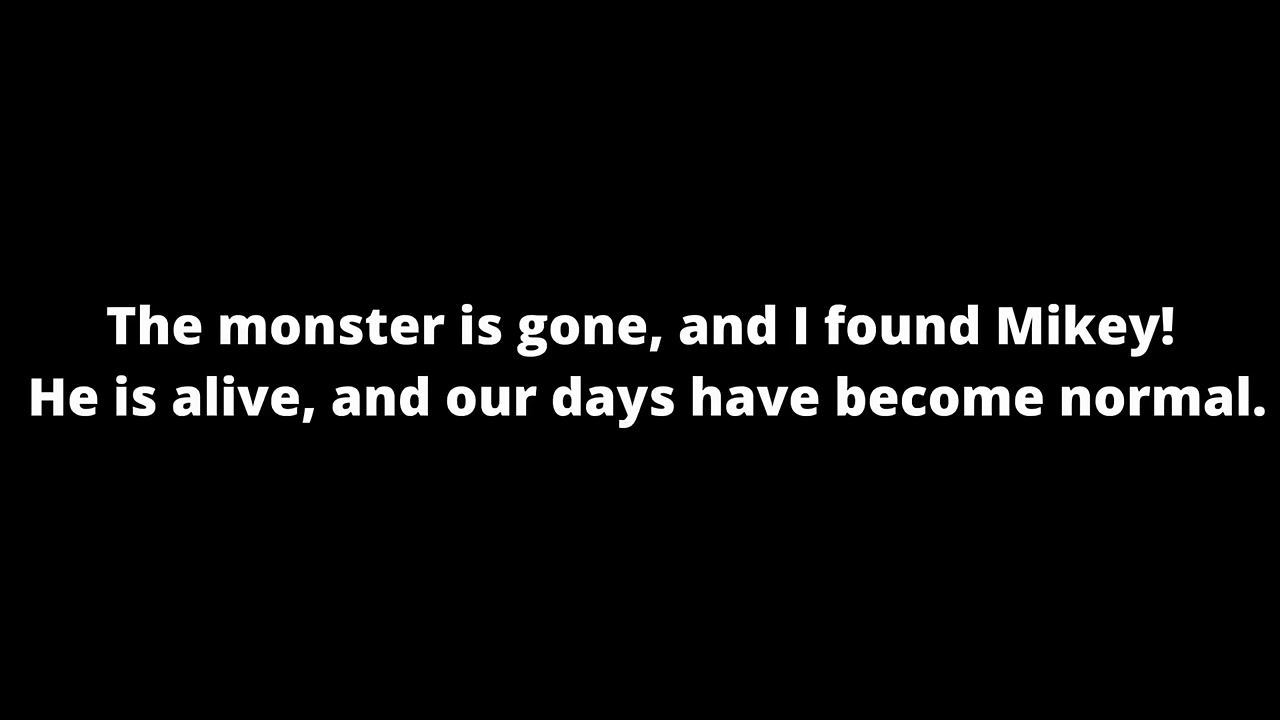 The monster is gone, and I found Mikey!
He is alive, and our days have become normal.